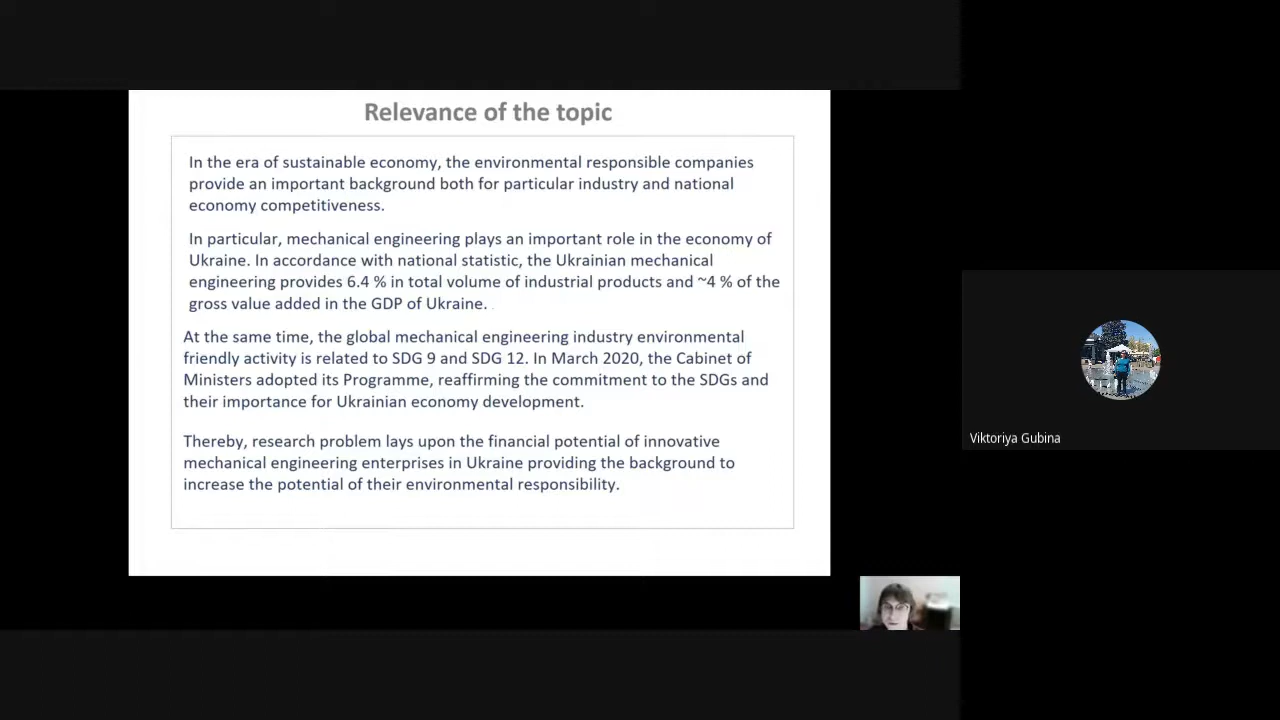 Relevance of the topic
In the era of sustainable economy, the environmental responsible companies
provide an important background both for particular industry and national
economy competitiveness.
In particular, mechanical engineering plays an important role in the economy of
Ukraine. In accordance with national statistic, the Ukrainian mechanical
engineering provides 6.4 % in total volume of industrial products and ~4 % of the
gross value added in the GDP of Ukraine.
At the same time, the global mechanical engineering industry environmental
friendly activity is related to SDG 9 and SDG 12. In March 2020, the Cabinet of
Ministers adopted its Programme, reaffirming the commitment to the SDGs and
their importance for Ukrainian economy development.
Thereby, research problem lays upon the financial potential of innovative
mechanical engineering enterprises in Ukraine providing the background to
increase the potential of their environmental responsibility.
Viktoriya Gubina